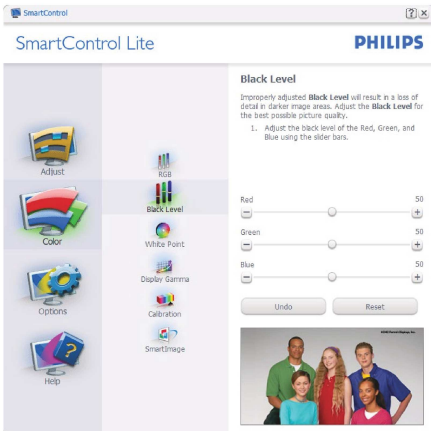 SmartControl
SmartControl Lite
PHILIPS
Adjust
Color
Options
Help
RGB
Black Level
White Point
Display Gamma
Calibration
SmartImage
Black Level
Improperly adjusted Black Level will result in a loss of
detail in darker image areas. Adjust the Black Level for
the best possible picture quality.
1. Adjust the black level of the Red, Green, and
Blue using the slider bars.
Red 50
Green 50
Blue 50
Undo Reset